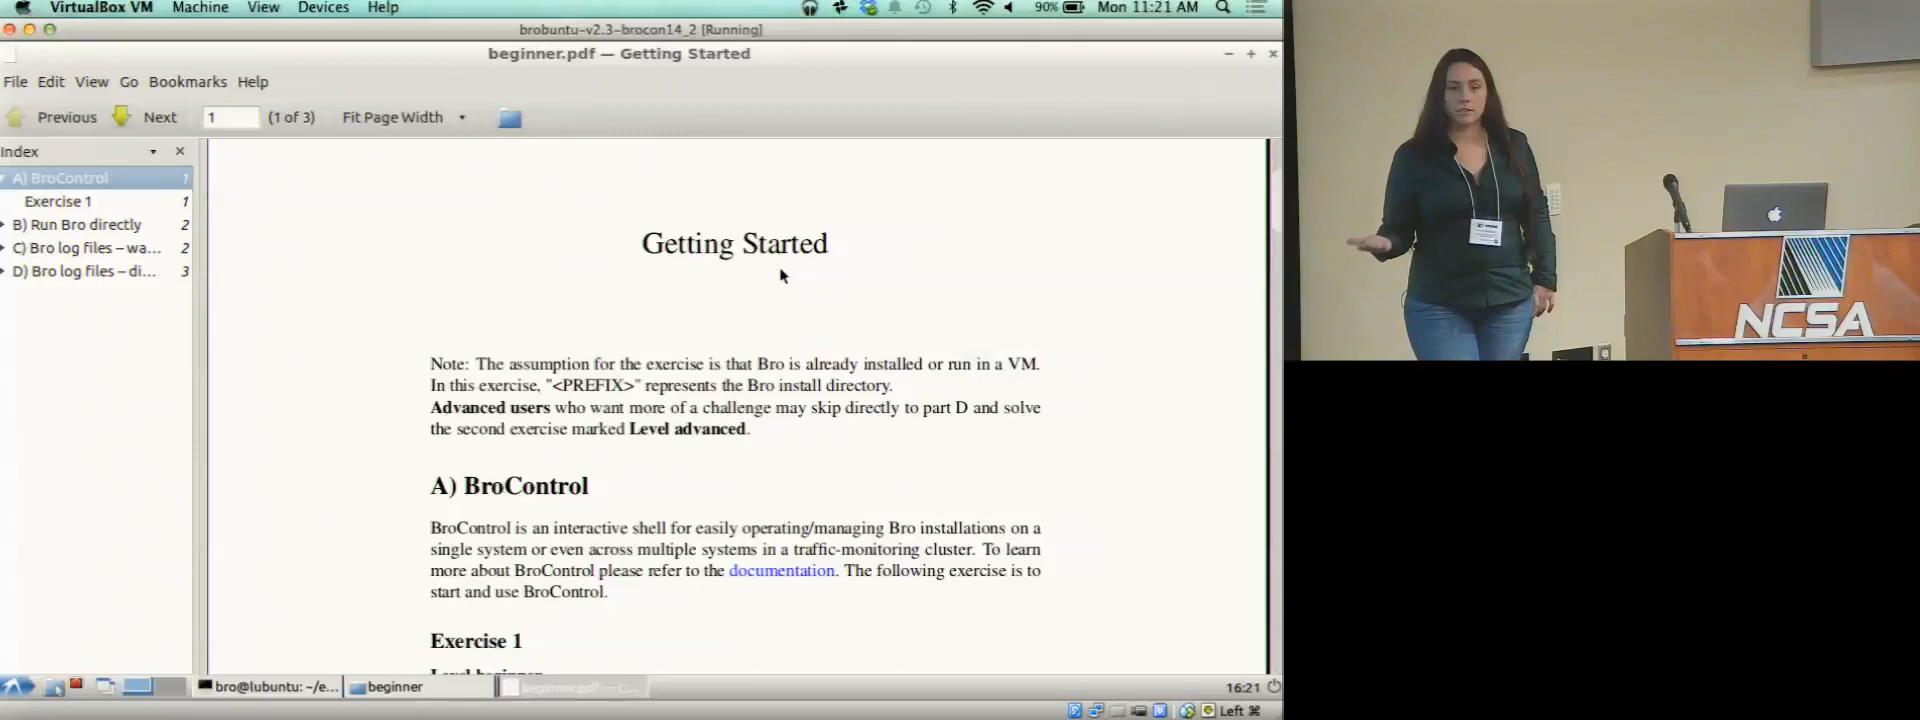 VirtualBox VM Machine View Devices Help 90% Mon 11:21 AM
brobuntu-v2.3-brocon14_2 [Running]
beginner.pdf — Getting Started
File Edit View Go Bookmarks Help
Previous Next 1 (1 of 3) Fit Page Width
Index
A) BroControl 1
Exercise 1 1
B) Run Bro directly 2
C) Bro log files – wa... 2
D) Bro log files – di... 3
Getting Started
Note: The assumption for the exercise is that Bro is already installed or run in a VM.
In this exercise, "<PREFIX>" represents the Bro install directory.
Advanced users who want more of a challenge may skip directly to part D and solve
the second exercise marked Level advanced.
A) BroControl
BroControl is an interactive shell for easily operating/managing Bro installations on a
single system or even across multiple systems in a traffic-monitoring cluster. To learn
more about BroControl please refer to the documentation. The following exercise is to
start and use BroControl.
Exercise 1
Level beginner
bro@lubuntu: ~/e... beginner beginner.pdf — G... 16:21
Left ⌘
NCSA